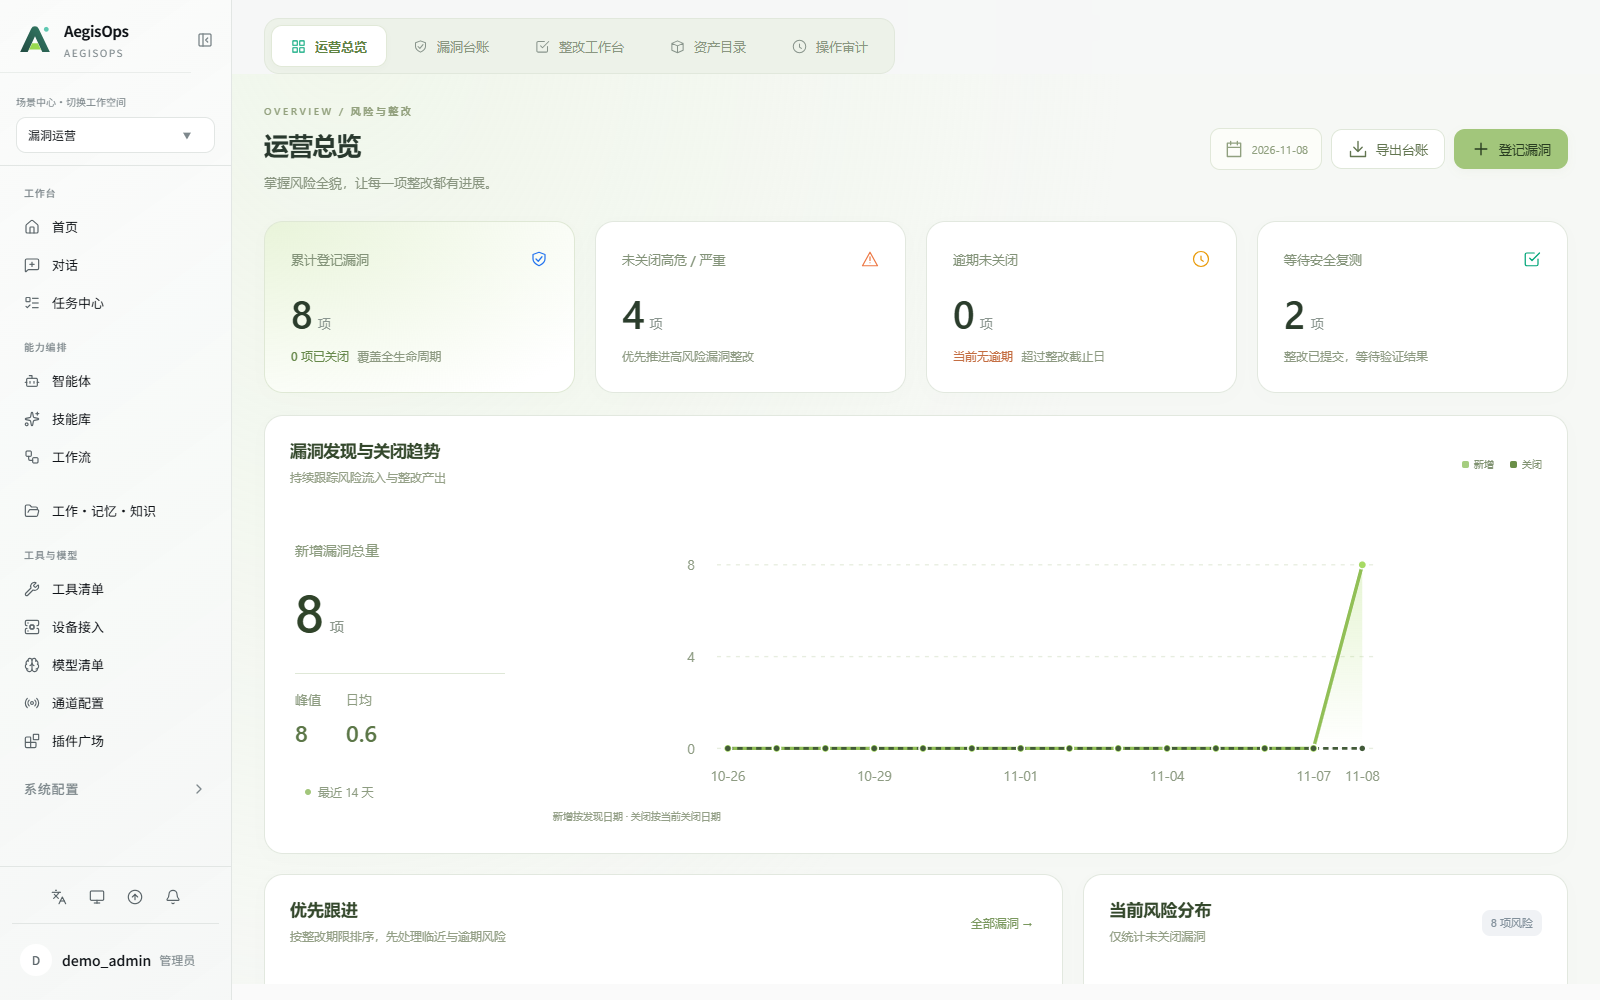 AegisOps
AEGISOPS
场景中心・切换工作空间
漏洞运营
工作台
首页
对话
任务中心
能力编排
智能体
技能库
工作流
工作・记忆・知识
工具与模型
工具清单
设备接入
模型清单
通道配置
插件广场
系统配置
D demo_admin 管理员
运营总览 漏洞台账 整改工作台 资产目录 操作审计
OVERVIEW / 风险与整改
运营总览
掌握风险全貌，让每一项整改都有进展。
2026-11-08 导出台账 登记漏洞
累计登记漏洞
8 项
0 项已关闭 覆盖全生命周期
未关闭高危 / 严重
4 项
优先推进高风险漏洞整改
逾期未关闭
0 项
当前无逾期 超过整改截止日
等待安全复测
2 项
整改已提交，等待验证结果
漏洞发现与关闭趋势
持续跟踪风险流入与整改产出
新增 关闭
新增漏洞总量
8 项
峰值 日均
8 0.6
最近 14 天
8
4
0
10-26 10-29 11-01 11-04 11-07 11-08
新增按发现日期 · 关闭按当前关闭日期
优先跟进
按整改期限排序，先处理临近与逾期风险
全部漏洞 →
当前风险分布
仅统计未关闭漏洞
8 项风险